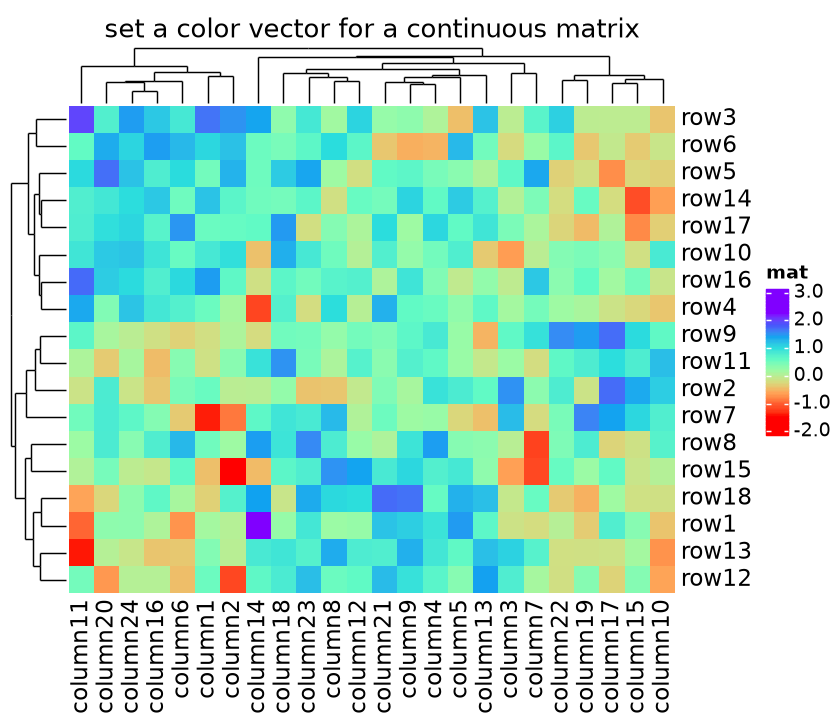 set a color vector for a continuous matrix
row3
row6
row5
row14
row17
row10
row16
row4
row9
row11
row2
row7
row8
row15
row18
row1
row13
row12
mat
3.0
2.0
1.0
0.0
-1.0
-2.0
column11
column20
column24
column16
column6
column1
column2
column14
column18
column23
column8
column12
column21
column9
column4
column5
column13
column3
column7
column22
column19
column17
column15
column10